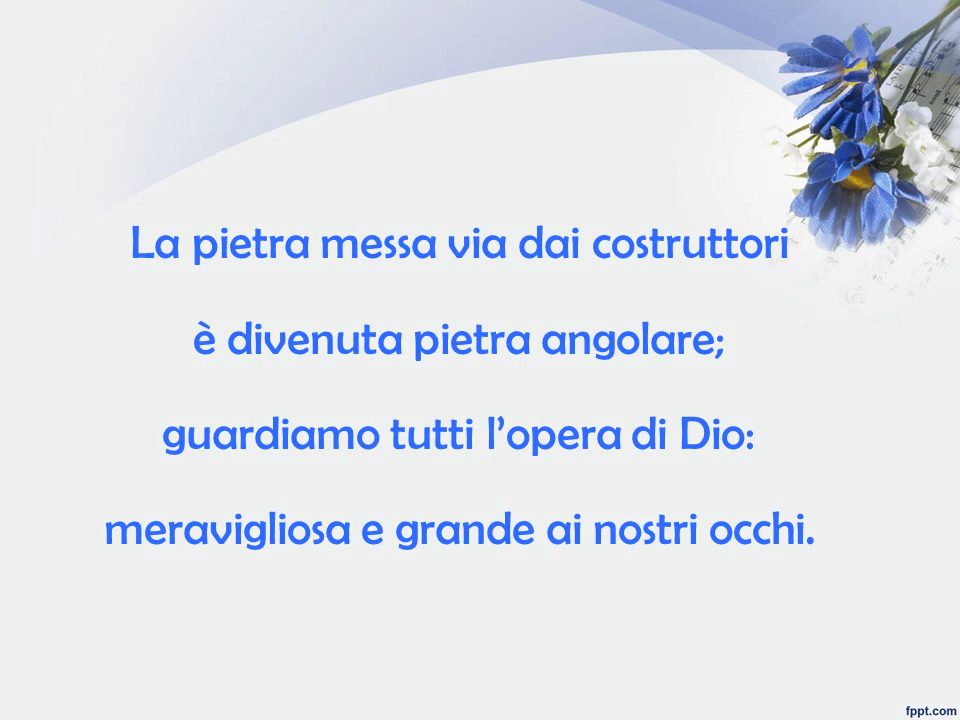 La pietra messa via dai costruttori
è divenuta pietra angolare;
guardiamo tutti l’opera di Dio:
meravigliosa e grande ai nostri occhi.
fppt.com